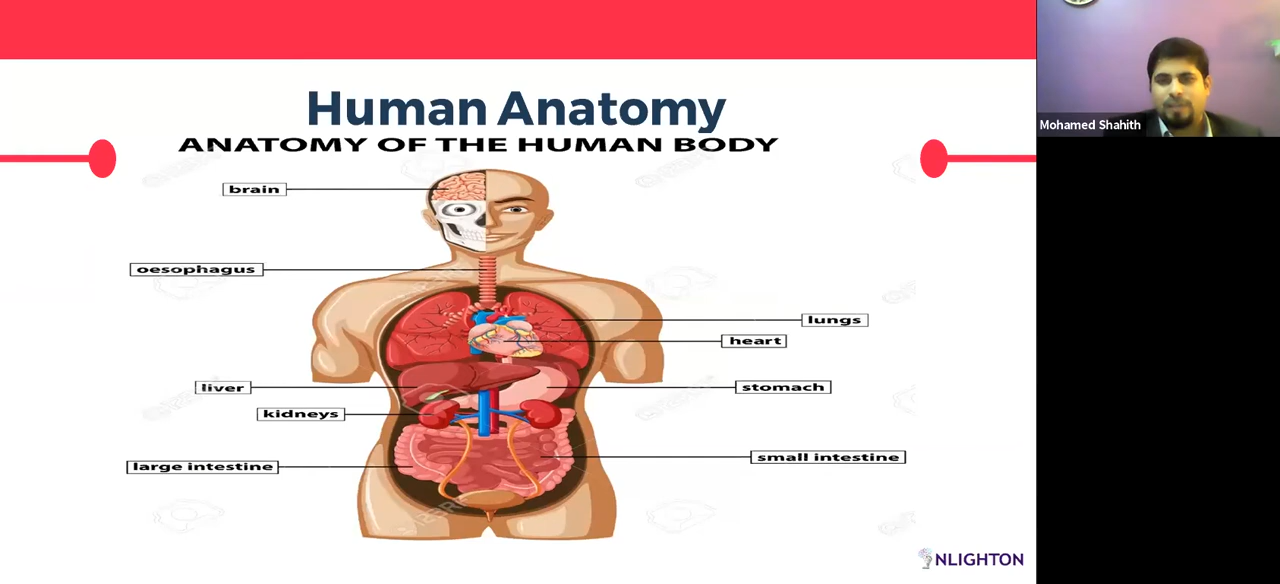 Human Anatomy
ANATOMY OF THE HUMAN BODY
brain
oesophagus
lungs
heart
liver
stomach
kidneys
small intestine
large intestine
NLIGHTON
Mohamed Shahith